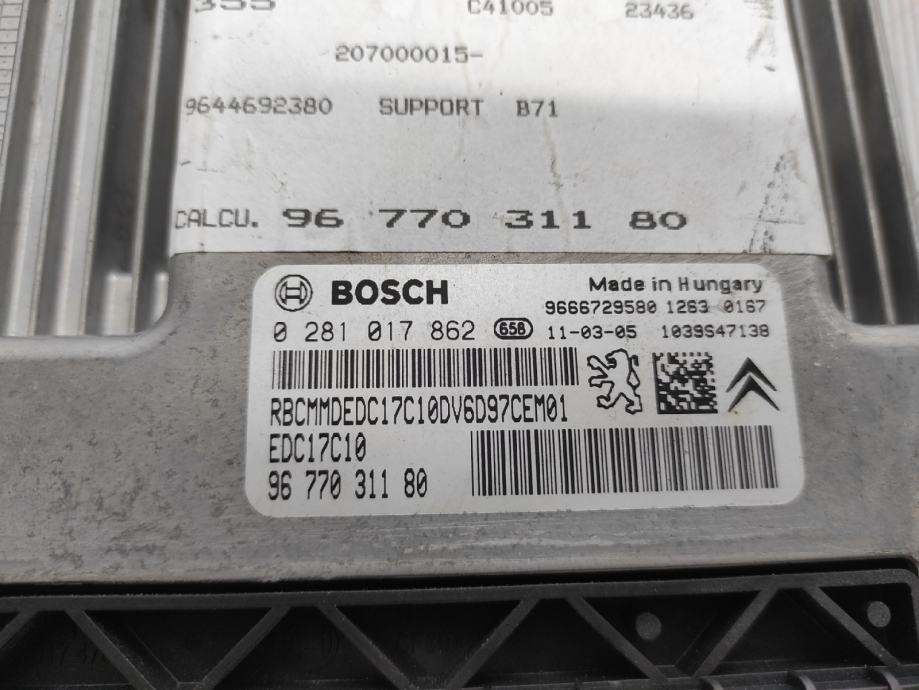 355 C41005 23436
207000015-
9644692380 SUPPORT B71
CALCU. 96 770 311 80
BOSCH Made in Hungary
9666729580 1263 0167
0 281 017 862 658 11-03-05 1039S47138
RBCMMDEDC17C10DV6D97CEM01
EDC17C10
96 770 311 80